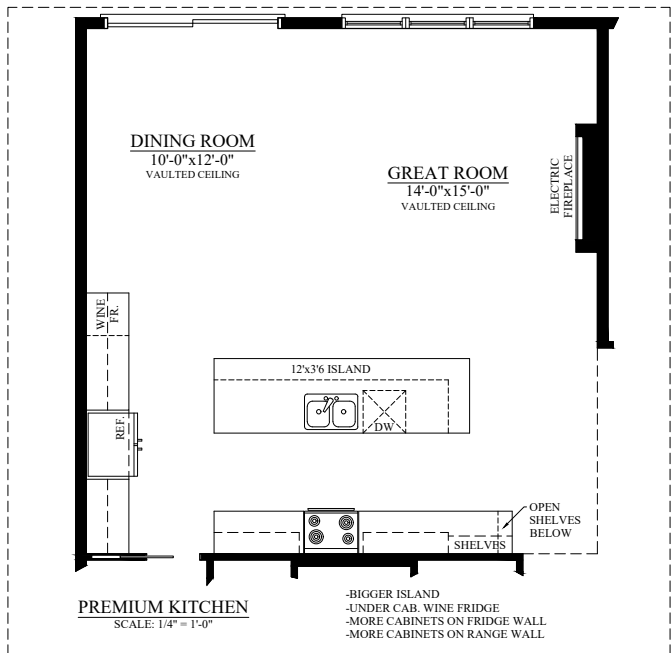 DINING ROOM
10'-0"x12'-0"
VAULTED CEILING
GREAT ROOM
14'-0"x15'-0"
VAULTED CEILING
ELECTRIC
FIREPLACE
WINE
FR.
12'x3'6 ISLAND
DW
REF.
OPEN
SHELVES
BELOW
SHELVES
PREMIUM KITCHEN
SCALE: 1/4" = 1'-0"
-BIGGER ISLAND
-UNDER CAB. WINE FRIDGE
-MORE CABINETS ON FRIDGE WALL
-MORE CABINETS ON RANGE WALL